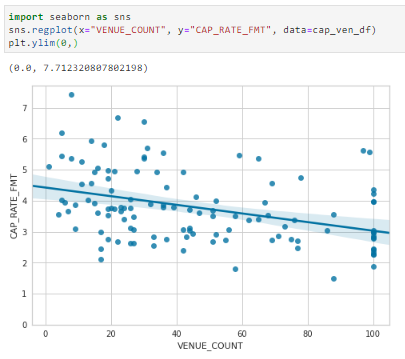 import seaborn as sns
sns.regplot(x="VENUE_COUNT", y="CAP_RATE_FMT", data=cap_ven_df)
plt.ylim(0,)
(0.0, 7.712320807802198)
7
6
5
4
3
2
1
0
CAP_RATE_FMT
0 20 40 60 80 100
VENUE_COUNT